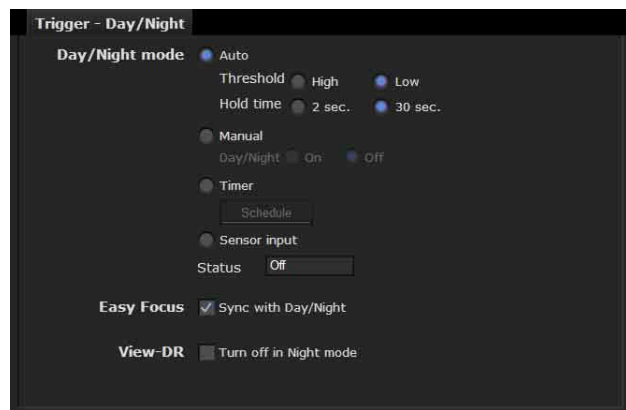 Trigger - Day/Night
Day/Night mode Auto
Threshold High Low
Hold time 2 sec. 30 sec.
Manual
Day/Night On Off
Timer
Schedule
Sensor input
Status Off
Easy Focus Sync with Day/Night
View-DR Turn off in Night mode